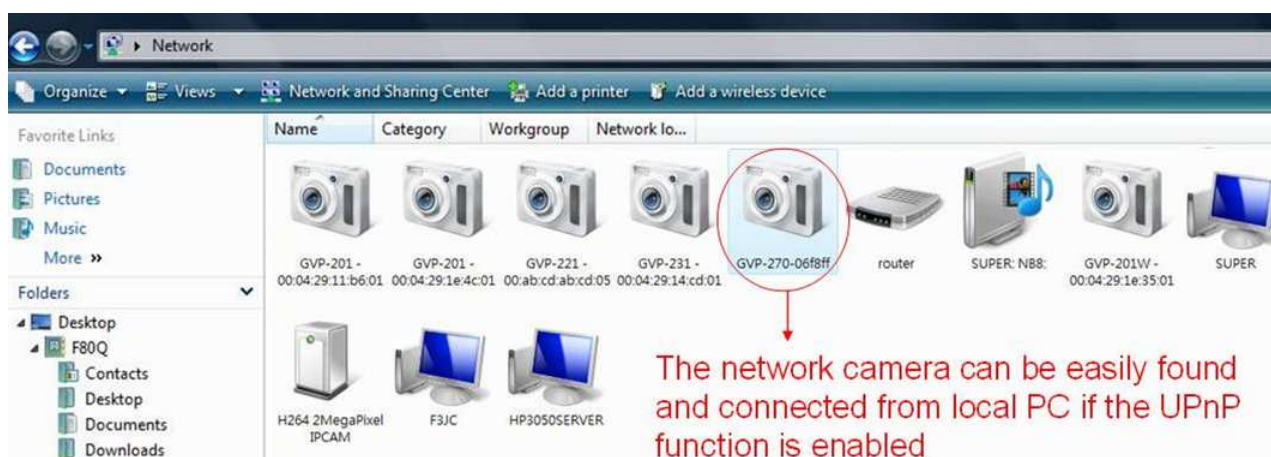 Network
Organize Views Network and Sharing Center Add a printer Add a wireless device
Favorite Links
Documents
Pictures
Music
More »
Folders
Desktop
F80Q
Contacts
Desktop
Documents
Downloads
Name Category Workgroup Network lo...
GVP-201 - 00:04:29:11:b6:01
GVP-201 - 00:04:29:1e:4c:01
GVP-221 - 00:ab:cd:ab:cd:05
GVP-231 - 00:04:29:14:cd:01
GVP-270-06f8ff
router
SUPER: NB8:
GVP-201W - 00:04:29:1e:35:01
SUPER
H264 2MegaPixel IPCAM
F3JC
HP3050SERVER
The network camera can be easily found
and connected from local PC if the UPnP
function is enabled